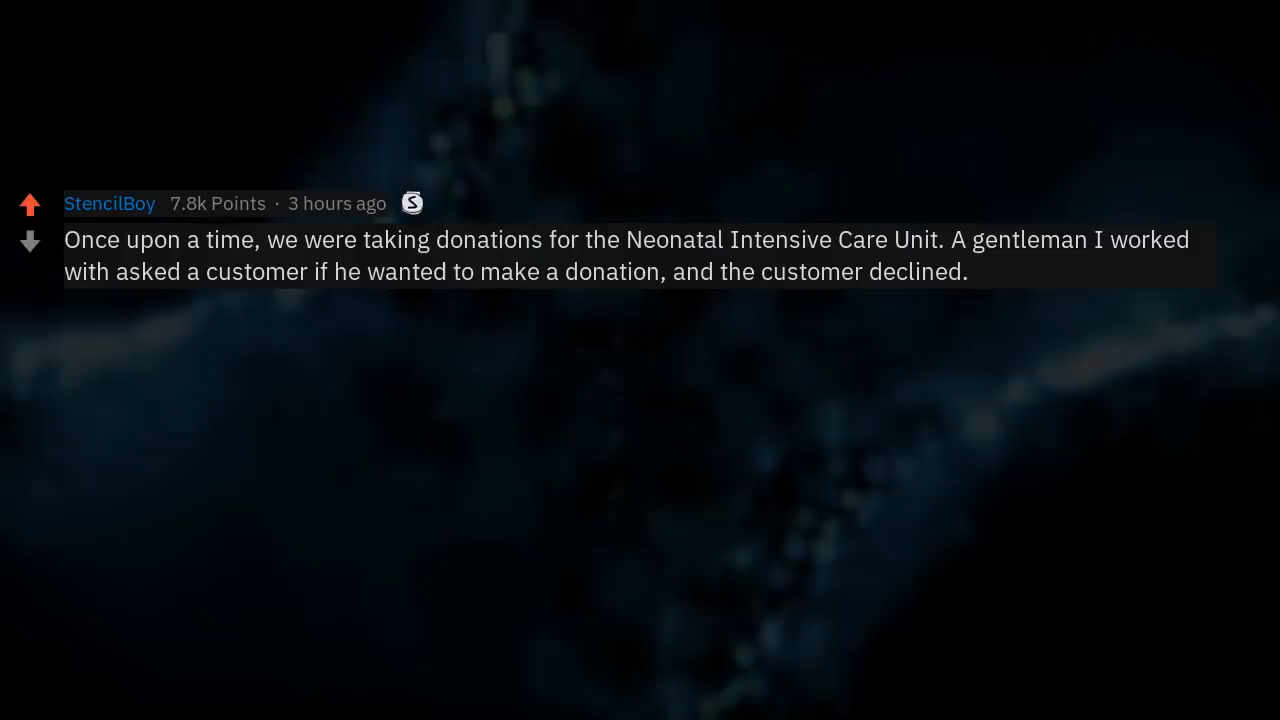 StencilBoy 7.8k Points · 3 hours ago S
Once upon a time, we were taking donations for the Neonatal Intensive Care Unit. A gentleman I worked
with asked a customer if he wanted to make a donation, and the customer declined.